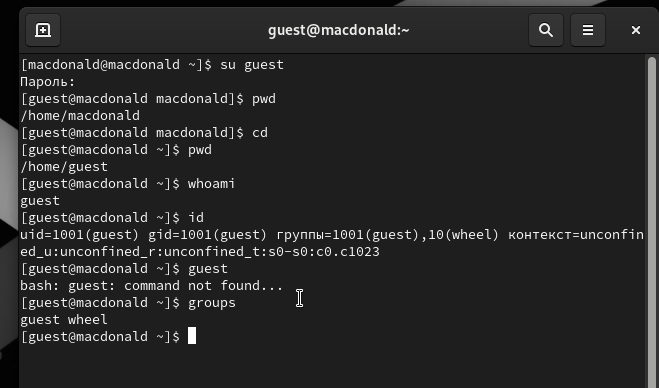 guest@macdonald:~
[macdonald@macdonald ~]$ su guest
Пароль:
[guest@macdonald macdonald]$ pwd
/home/macdonald
[guest@macdonald macdonald]$ cd
[guest@macdonald ~]$ pwd
/home/guest
[guest@macdonald ~]$ whoami
guest
[guest@macdonald ~]$ id
uid=1001(guest) gid=1001(guest) группы=1001(guest),10(wheel) контекст=unconfin
ed_u:unconfined_r:unconfined_t:s0-s0:c0.c1023
[guest@macdonald ~]$ guest
bash: guest: command not found...
[guest@macdonald ~]$ groups
guest wheel
[guest@macdonald ~]$